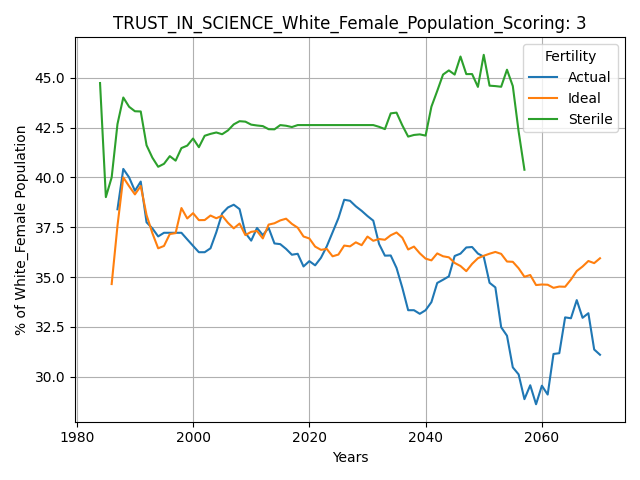 TRUST_IN_SCIENCE_White_Female_Population_Scoring: 3
Fertility
Actual
Ideal
Sterile
% of White_Female Population
45.0
42.5
40.0
37.5
35.0
32.5
30.0
1980
2000
2020
2040
2060
Years